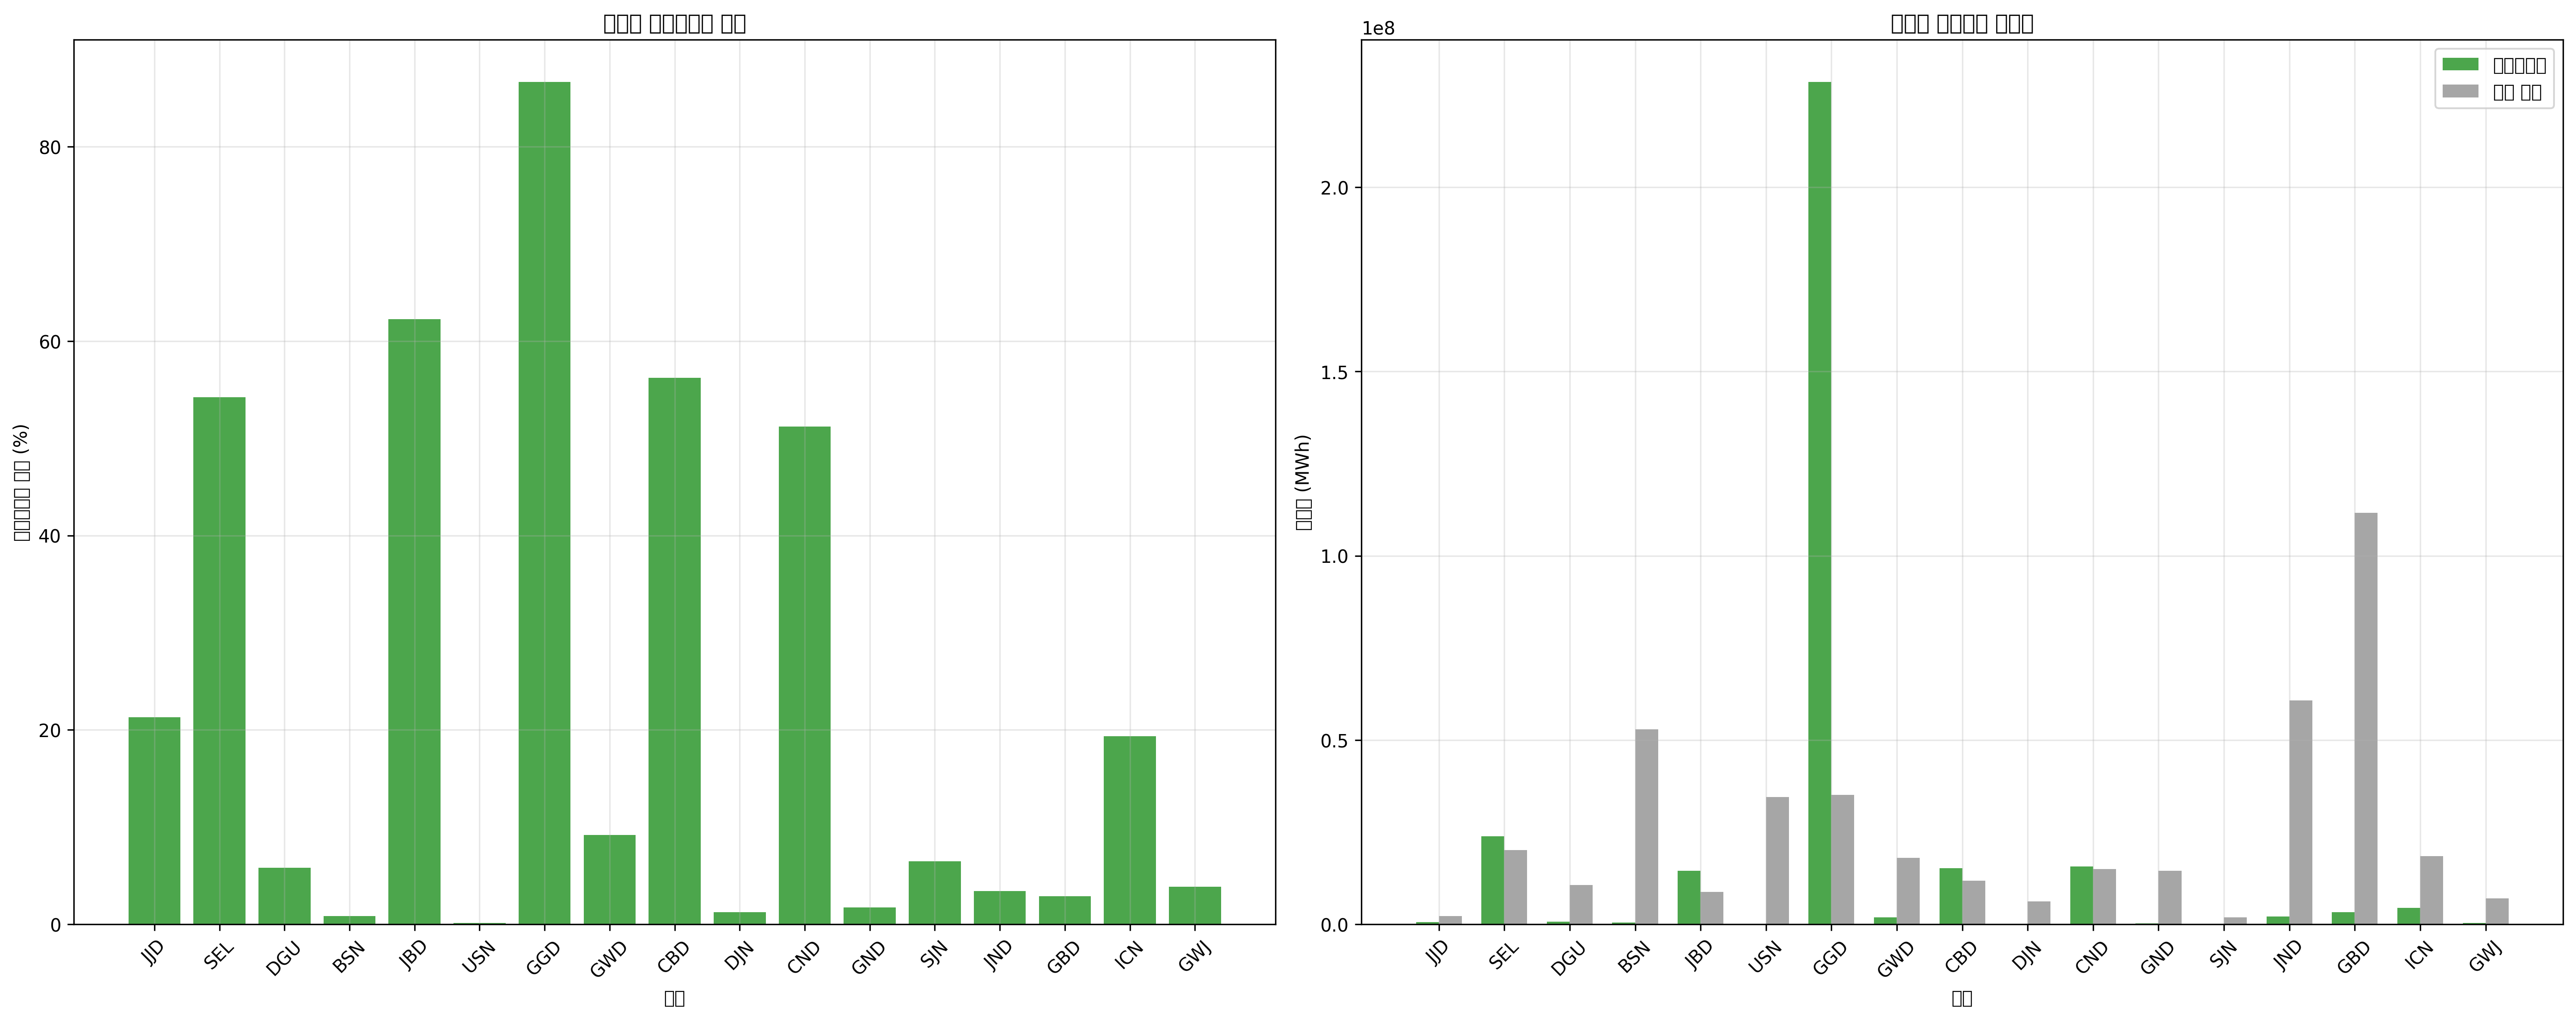 80
60
40
20
0
(%)
JJD
SEL
DGU
BSN
JBD
USN
GGD
GWD
CBD
DJN
CND
GND
SJN
JND
GBD
ICN
GWJ
1e8
2.0
1.5
1.0
0.5
0.0
(MWh)
JJD
SEL
DGU
BSN
JBD
USN
GGD
GWD
CBD
DJN
CND
GND
SJN
JND
GBD
ICN
GWJ